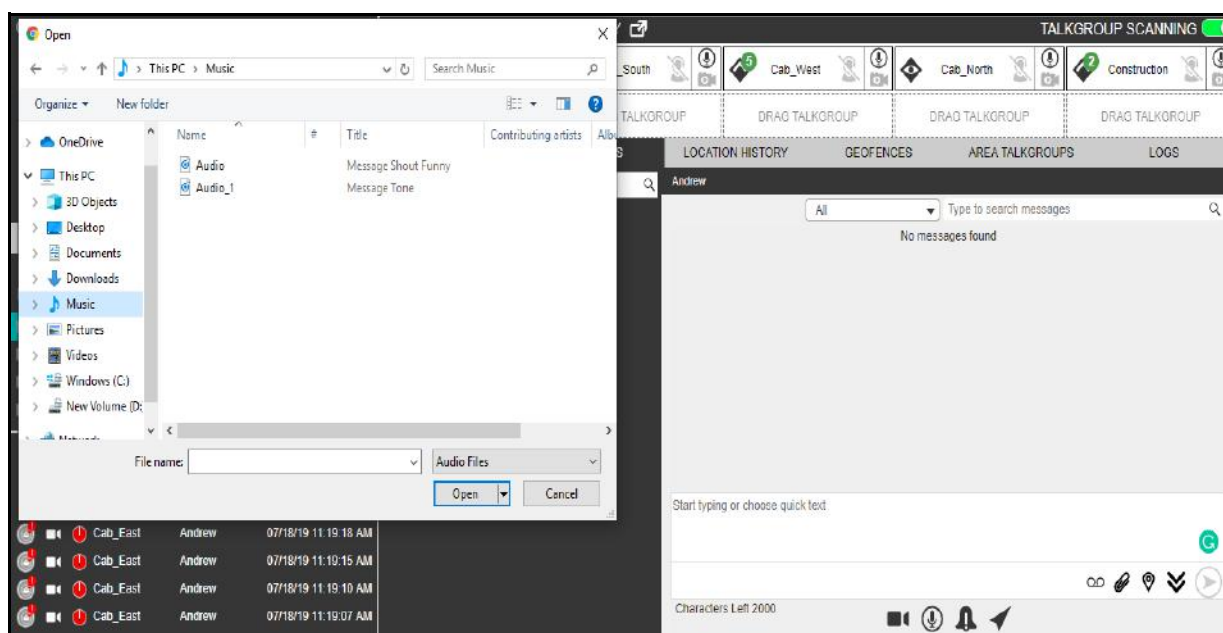 Open
This PC > Music
Search Music
Organize
New folder
OneDrive
This PC
3D Objects
Desktop
Documents
Downloads
Music
Pictures
Videos
Windows (C:)
New Volume (D:
Name # Title Contributing artists
Audio Message Shout Funny
Audio_1 Message Tone
File name:
Audio Files
Open
Cancel
TALKGROUP SCANNING
_South
5 Cab_West
Cab_North
2 Construction
TALKGROUP DRAG TALKGROUP DRAG TALKGROUP DRAG TALKGROUP
S LOCATION HISTORY GEOFENCES AREA TALKGROUPS LOGS
Andrew
All
Type to search messages
No messages found
Start typing or choose quick text
Characters Left 2000
Cab_East Andrew 07/18/19 11:19:18 AM
Cab_East Andrew 07/18/19 11:19:15 AM
Cab_East Andrew 07/18/19 11:19:10 AM
Cab_East Andrew 07/18/19 11:19:07 AM